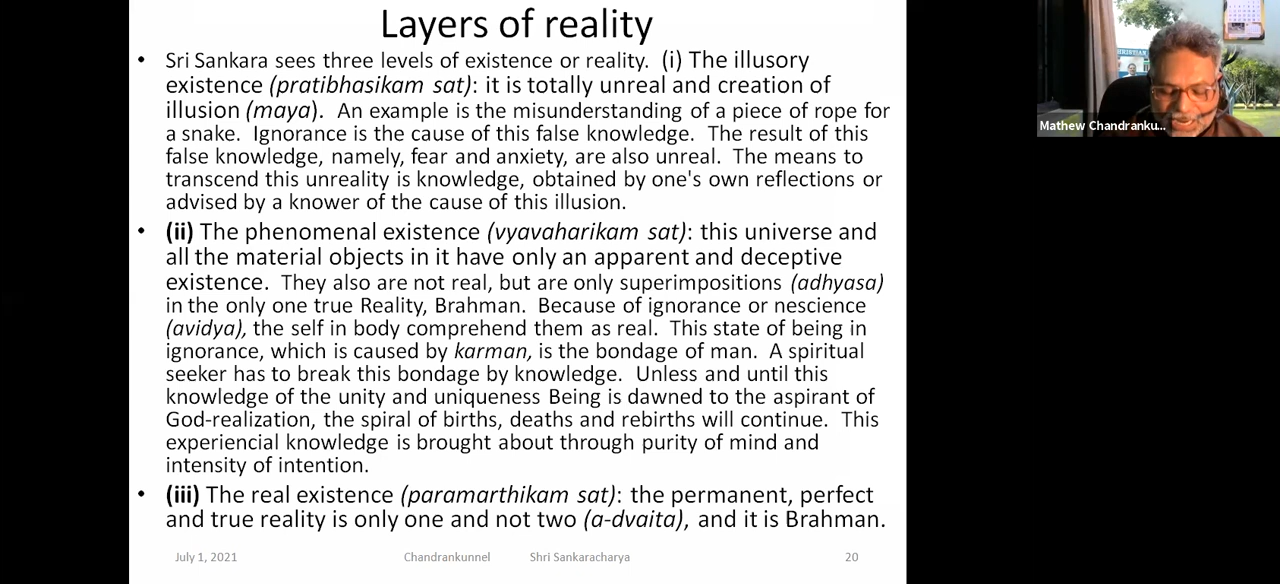 Layers of reality
• Sri Sankara sees three levels of existence or reality. (i) The illusory
existence (pratibhasikam sat): it is totally unreal and creation of
illusion (maya). An example is the misunderstanding of a piece of rope for
a snake. Ignorance is the cause of this false knowledge. The result of this
false knowledge, namely, fear and anxiety, are also unreal. The means to
transcend this unreality is knowledge, obtained by one's own reflections or
advised by a knower of the cause of this illusion.
• (ii) The phenomenal existence (vyavaharikam sat): this universe and
all the material objects in it have only an apparent and deceptive
existence. They also are not real, but are only superimpositions (adhyasa)
in the only one true Reality, Brahman. Because of ignorance or nescience
(avidya), the self in body comprehend them as real. This state of being in
ignorance, which is caused by karman, is the bondage of man. A spiritual
seeker has to break this bondage by knowledge. Unless and until this
knowledge of the unity and uniqueness Being is dawned to the aspirant of
God-realization, the spiral of births, deaths and rebirths will continue. This
experiencial knowledge is brought about through purity of mind and
intensity of intention.
• (iii) The real existence (paramarthikam sat): the permanent, perfect
and true reality is only one and not two (a-dvaita), and it is Brahman.
July 1, 2021 Chandrankunnel Shri Sankaracharya 20
Mathew Chandranku...